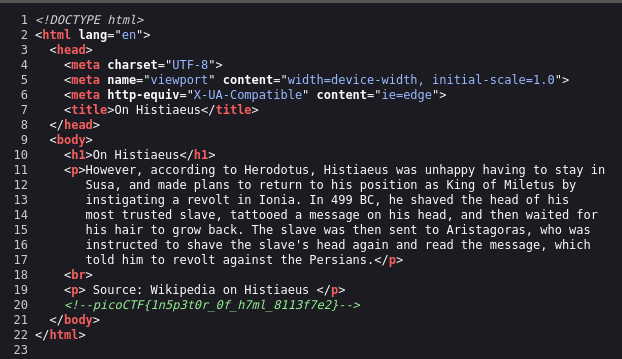 1 <!DOCTYPE html>
2 <html lang="en">
3   <head>
4     <meta charset="UTF-8">
5     <meta name="viewport" content="width=device-width, initial-scale=1.0">
6     <meta http-equiv="X-UA-Compatible" content="ie=edge">
7     <title>On Histiaeus</title>
8   </head>
9   <body>
10     <h1>On Histiaeus</h1>
11     <p>However, according to Herodotus, Histiaeus was unhappy having to stay in
12        Susa, and made plans to return to his position as King of Miletus by
13        instigating a revolt in Ionia. In 499 BC, he shaved the head of his
14        most trusted slave, tattooed a message on his head, and then waited for
15        his hair to grow back. The slave was then sent to Aristagoras, who was
16        instructed to shave the slave's head again and read the message, which
17        told him to revolt against the Persians.</p>
18     <br>
19     <p> Source: Wikipedia on Histiaeus </p>
20     <!--picoCTF{1n5p3t0r_0f_h7ml_8113f7e2}-->
21   </body>
22 </html>
23